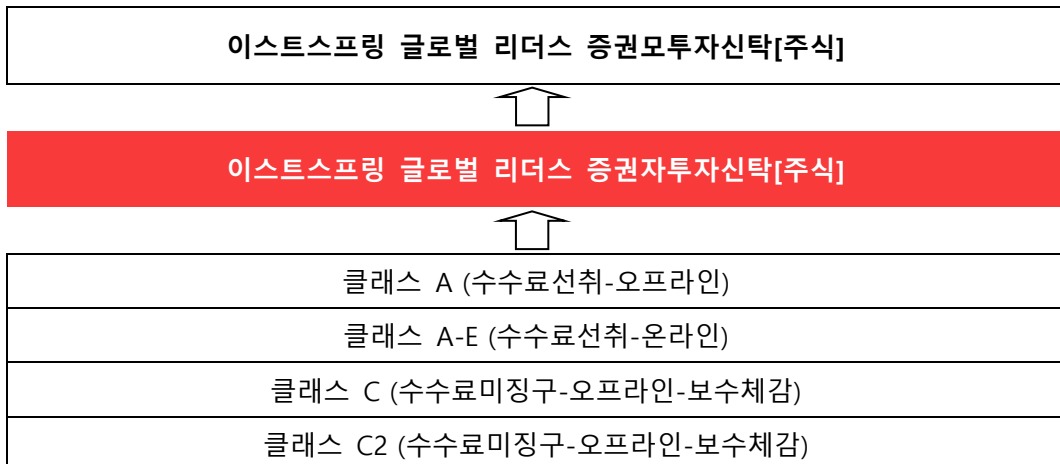 이스트스프링 글로벌 리더스 증권모투자신탁[주식]
이스트스프링 글로벌 리더스 증권자투자신탁[주식]
클래스 A (수수료선취-오프라인)
클래스 A-E (수수료선취-온라인)
클래스 C (수수료미징구-오프라인-보수체감)
클래스 C2 (수수료미징구-오프라인-보수체감)